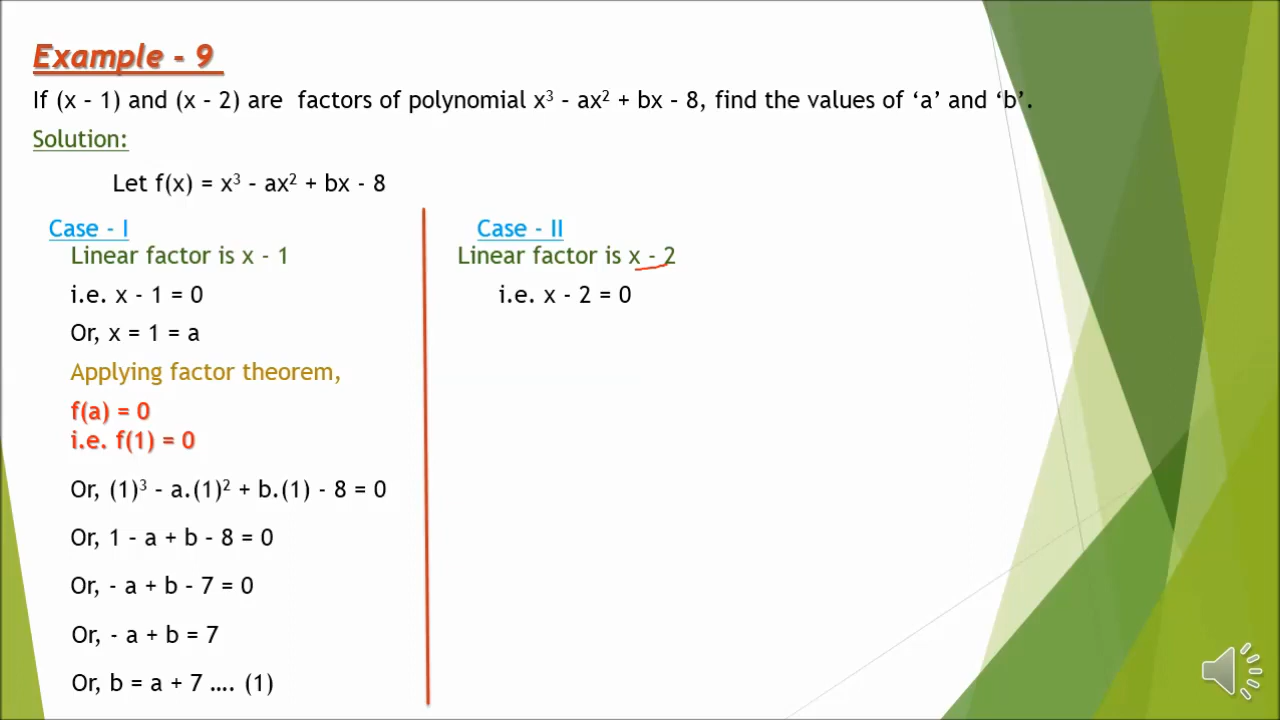 Example - 9
If (x – 1) and (x – 2) are factors of polynomial x³ – ax² + bx – 8, find the values of ‘a’ and ‘b’.
Solution:
Let f(x) = x³ – ax² + bx - 8
Case - I
Linear factor is x - 1
i.e. x - 1 = 0
Or, x = 1 = a
Applying factor theorem,
f(a) = 0
i.e. f(1) = 0
Or, (1)³ - a.(1)² + b.(1) - 8 = 0
Or, 1 - a + b - 8 = 0
Or, - a + b – 7 = 0
Or, - a + b = 7
Or, b = a + 7 .... (1)
Case - II
Linear factor is x - 2
i.e. x - 2 = 0